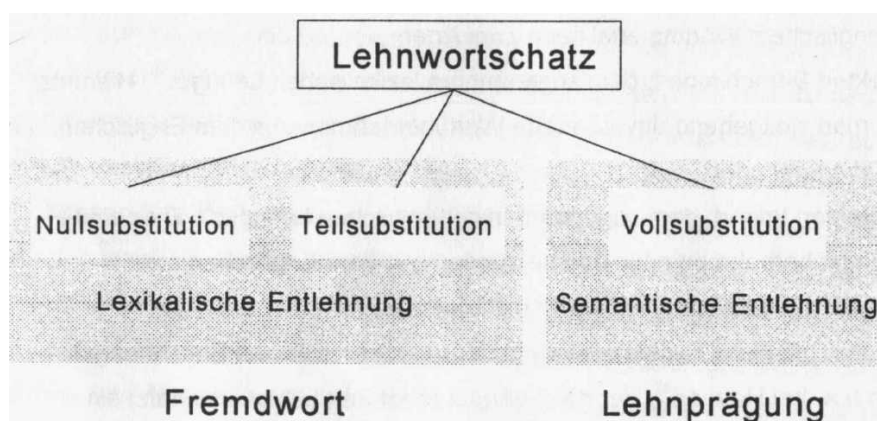 Lehnwortschatz
Nullsubstitution Teilsubstitution Vollsubstitution
Lexikalische Entlehnung Semantische Entlehnung
Fremdwort Lehnprägung